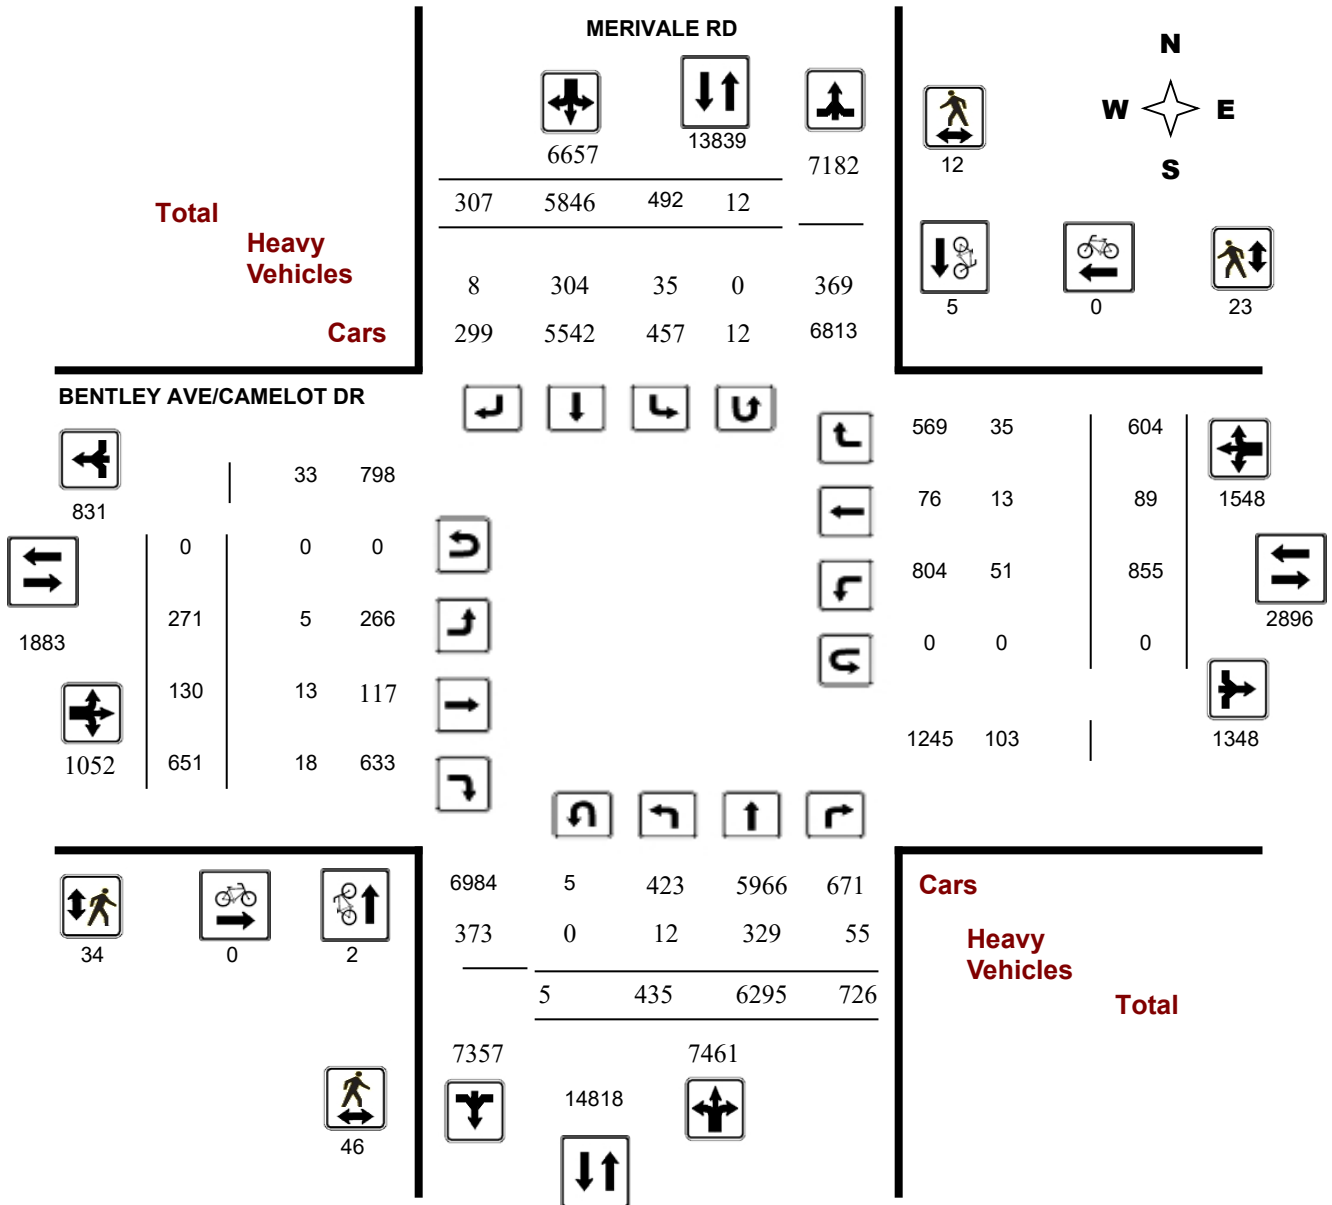 MERIVALE RD
N
W E
S
6657 13839 7182
12
307 5846 492 12
Total
Heavy
Vehicles
8 304 35 0 369
5 0 23
Cars
299 5542 457 12 6813
BENTLEY AVE/CAMELOT DR
569 35 604
33 798
831
76 13 89 1548
0 0 0
804 51 855
2896
271 5 266
1883
0 0 0
130 13 117
1245 103 1348
1052 651 18 633
6984 5 423 5966 671
Cars
373 0 12 329 55
Heavy
Vehicles
34 0 2
5 435 6295 726
Total
7357 7461
14818
46